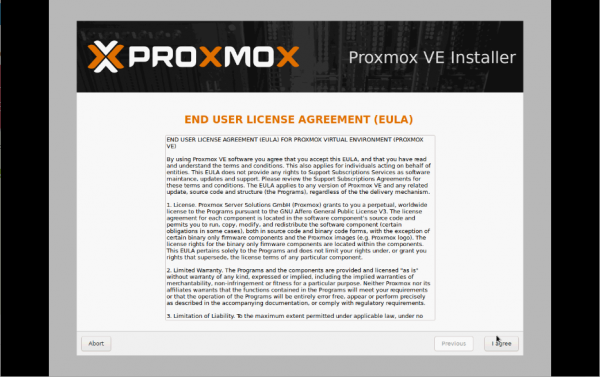 PROXMOX
Proxmox VE Installer
END USER LICENSE AGREEMENT (EULA)
END USER LICENSE AGREEMENT (EULA) FOR PROXMOX VIRTUAL ENVIRONMENT (PROXMOX
VE)
By using Proxmox VE software you agree that you accept this EULA, and that you have read
and understand the terms and conditions. This also applies for individuals acting on behalf of
entities. This EULA does not provide any rights to Support Subscriptions Services as software
maintenance, updates and support. Please review the Support Subscriptions Agreements for
these terms and conditions. The EULA applies to any version of Proxmox VE and any related
update, source code and structure (the Programs), regardless of the the delivery mechanism.
1. License. Proxmox Server Solutions GmbH (Proxmox) grants to you a perpetual, worldwide
license to the Programs pursuant to the GNU Affero General Public License V3. The license
agreement for each component is located in the software component's source code and
permits you to run, copy, modify, and redistribute the software component (certain
obligations in some cases), both in source code and binary code forms, with the exception of
certain binary only firmware components and the Proxmox images (e.g. Proxmox logo). The
license rights for the binary only firmware components are located within the components.
This EULA pertains solely to the Programs and does not limit your rights under, or grant you
rights that supersede, the license terms of any particular component.
2. Limited Warranty. The Programs and the components are provided and licensed "as is"
without warranty of any kind, expressed or implied, including the implied warranties of
merchantability, non-infringement or fitness for a particular purpose. Neither Proxmox nor its
affiliates warrants that the functions contained in the Programs will meet your requirements
or that the operation of the Programs will be entirely error free, appear or perform precisely
as described in the accompanying documentation, or comply with regulatory requirements.
3. Limitation of Liability. To the maximum extent permitted under applicable law, under no
Abort
Previous
I agree